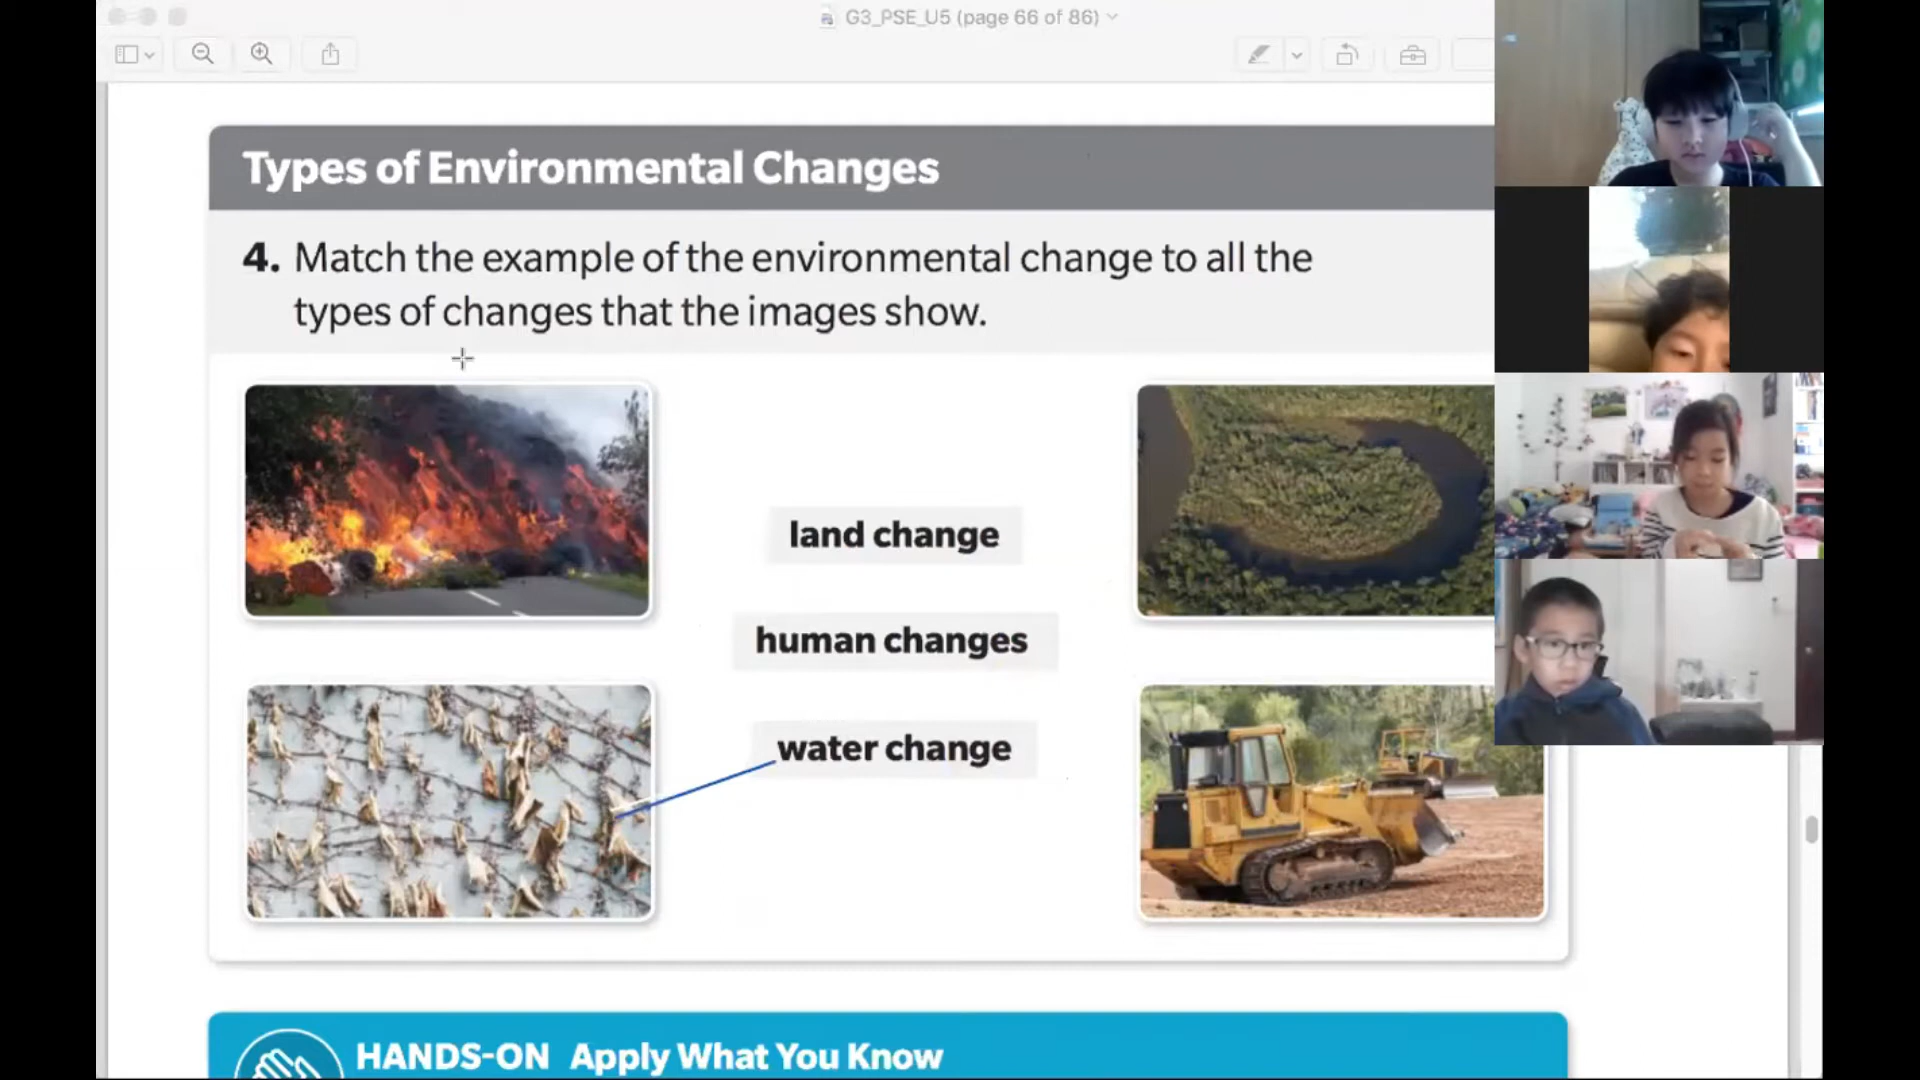 G3_PSE_U5 (page 66 of 86)
Types of Environmental Changes
4. Match the example of the environmental change to all the
types of changes that the images show.
land change
human changes
water change
HANDS-ON Apply What You Know